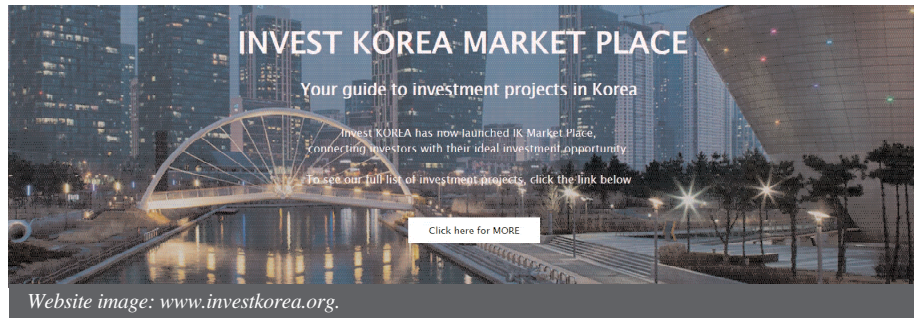 INVEST KOREA MARKET PLACE
Your guide to investment projects in Korea
Invest KOREA has now launched IK Market Place,
connecting investors with their ideal investment opportunity.
To see our full list of investment projects, click the link below
Click here for MORE
Website image: www.investkorea.org.